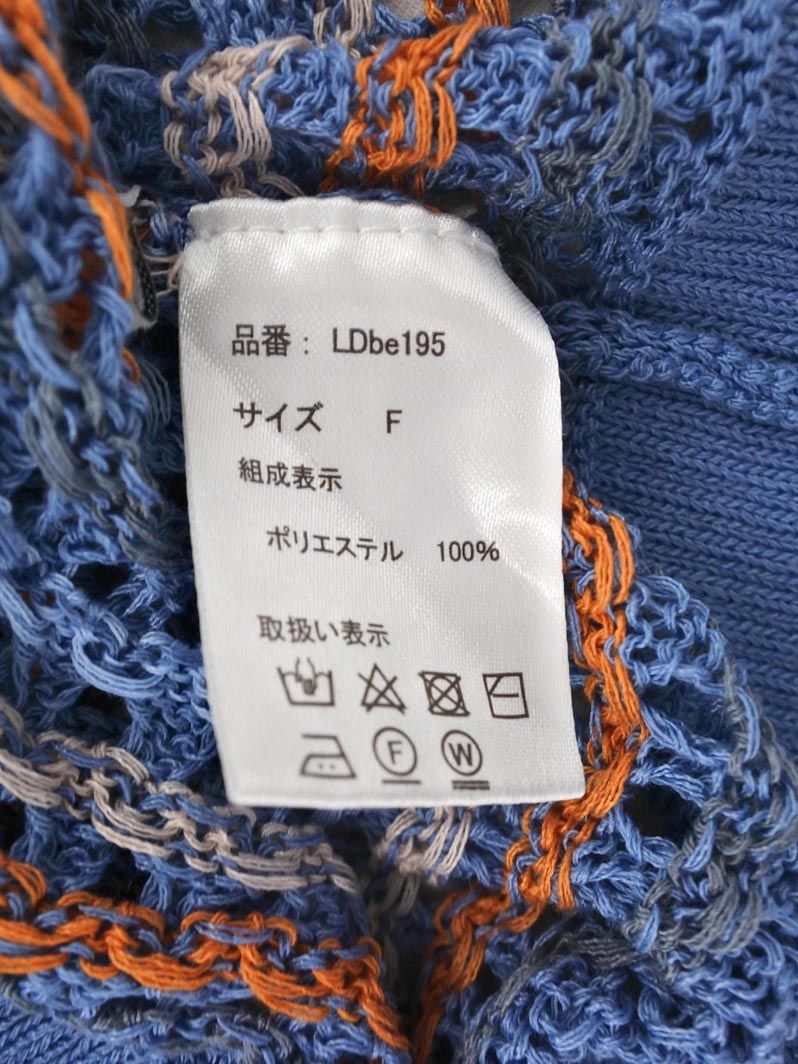 品番： LDbe195
サイズ F
組成表示
ポリエステル 100%
取扱い表示
F W